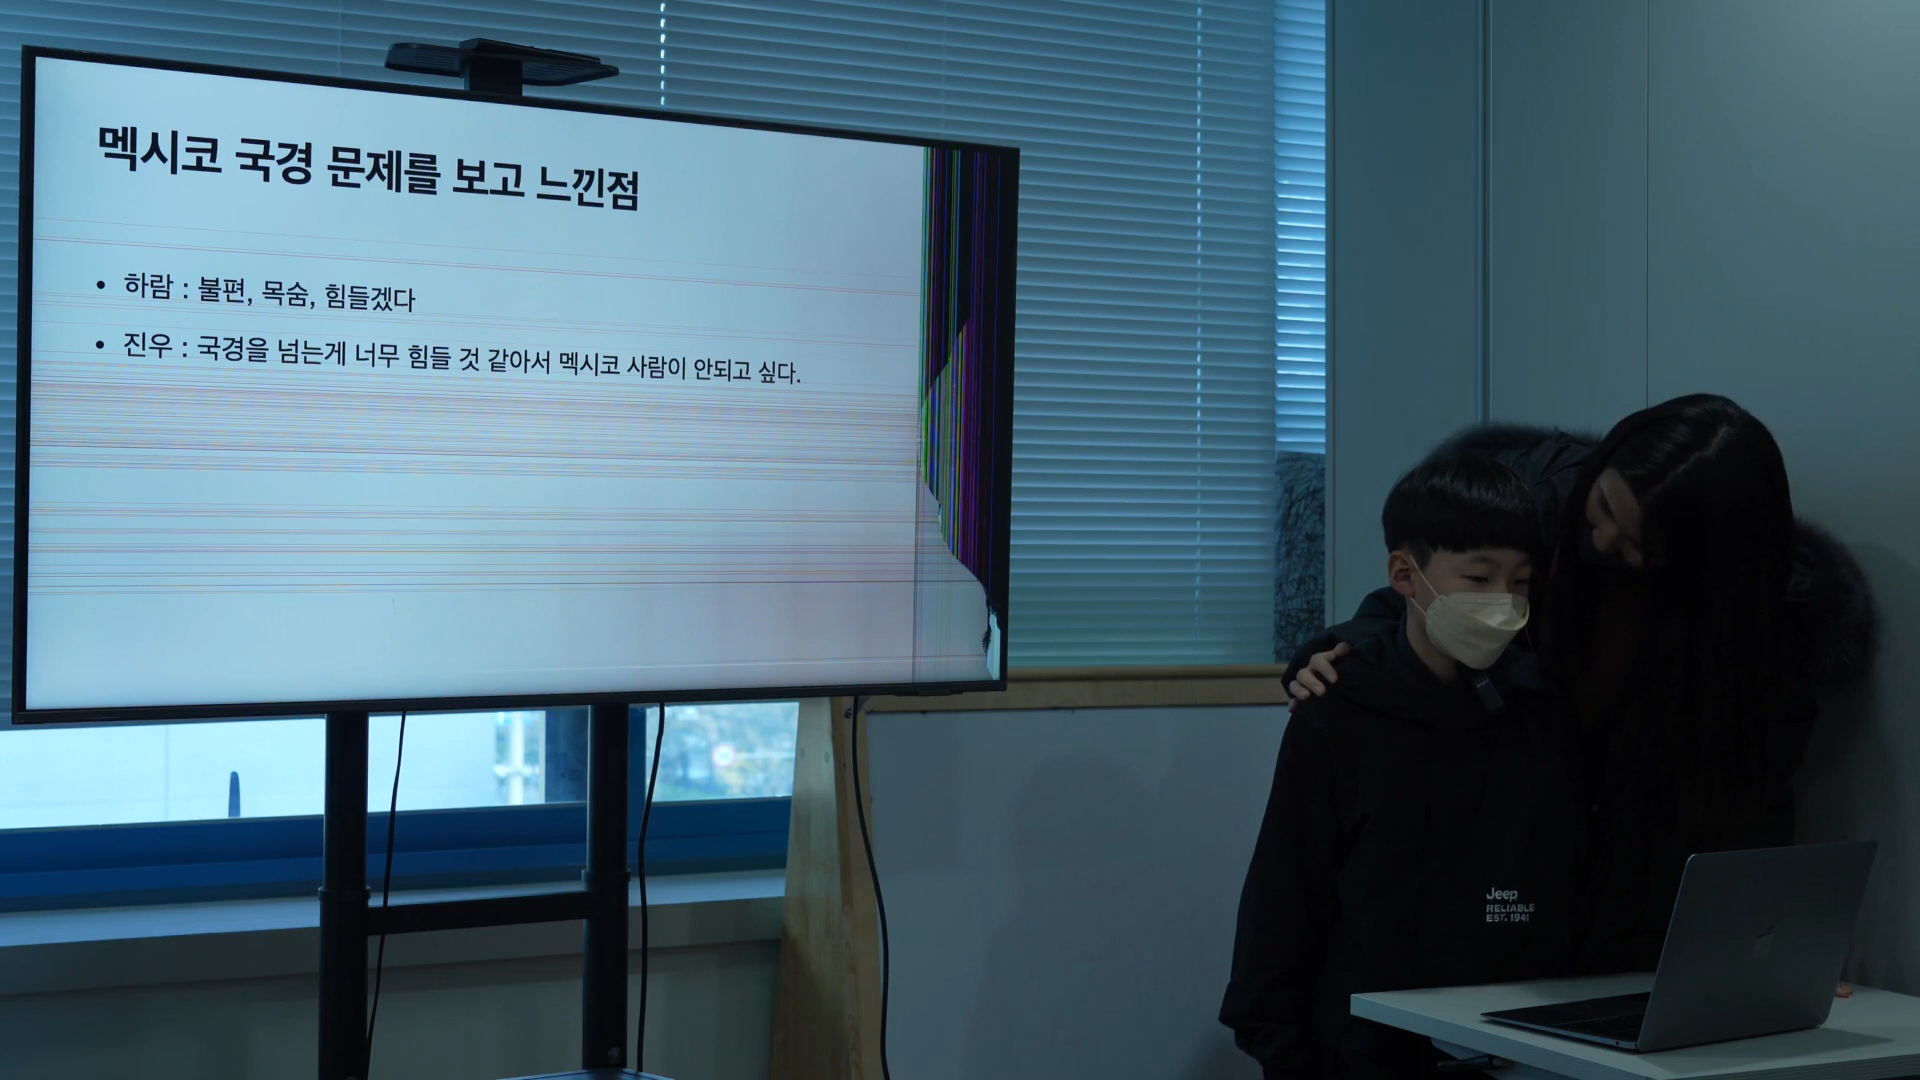 멕시코 국경 문제를 보고 느낀점
• 하람 : 불편, 목숨, 힘들겠다
• 진우 : 국경을 넘는게 너무 힘들 것 같아서 멕시코 사람이 안되고 싶다.
Jeep
RELIABLE
EST. 1941